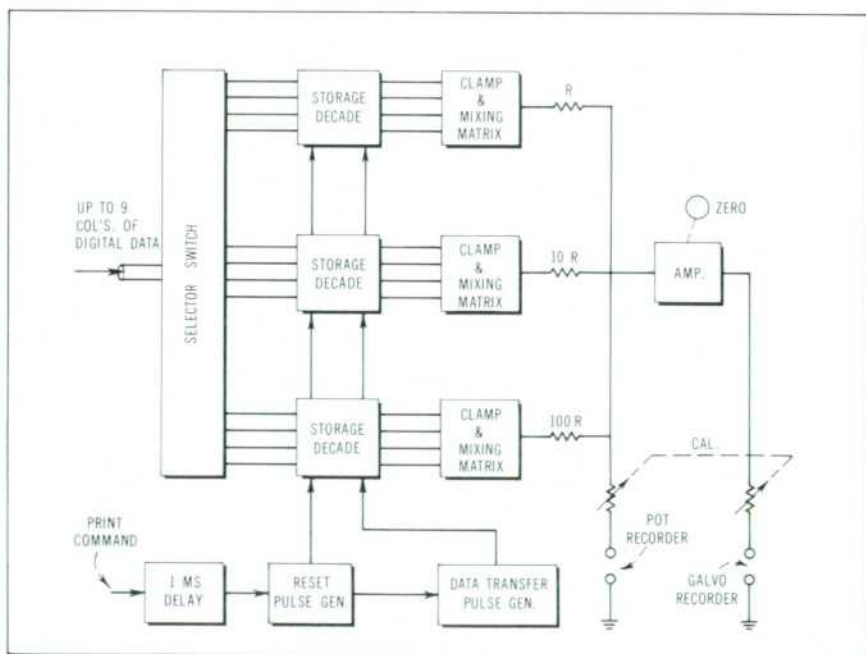 STORAGE
DECADE
CLAMP
&
MIXING
MATRIX
R
UP TO 9
COL'S. OF
DIGITAL DATA
SELECTOR SWITCH
STORAGE
DECADE
CLAMP
&
MIXING
MATRIX
10 R
ZERO
AMP.
STORAGE
DECADE
CLAMP
&
MIXING
MATRIX
100 R
CAL.
PRINT
COMMAND
1 MS
DELAY
RESET
PULSE GEN.
DATA TRANSFER
PULSE GEN.
POT
RECORDER
GALVO
RECORDER